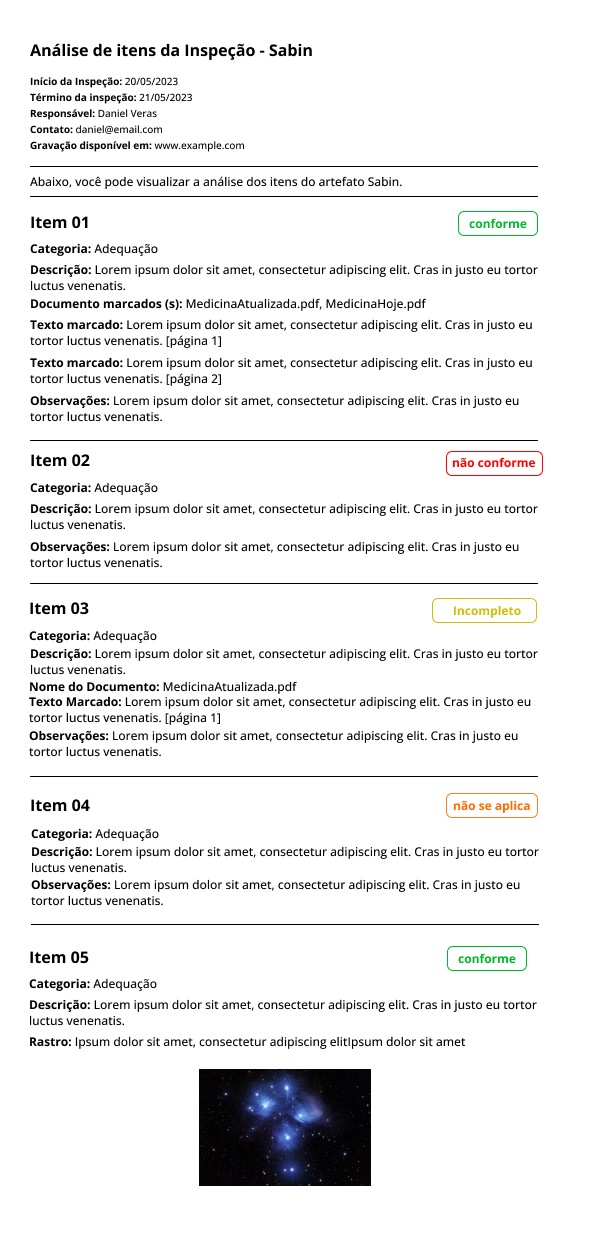 Análise de itens da Inspeção - Sabin
Início da Inspeção: 20/05/2023
Término da inspeção: 21/05/2023
Responsável: Daniel Veras
Contato: daniel@email.com
Gravação disponível em: www.example.com
Abaixo, você pode visualizar a análise dos itens do artefato Sabin.
Item 01
conforme
Categoria: Adequação
Descrição: Lorem ipsum dolor sit amet, consectetur adipiscing elit. Cras in justo eu tortor
luctus venenatis.
Documento marcados (s): MedicinaAtualizada.pdf, MedicinaHoje.pdf
Texto marcado: Lorem ipsum dolor sit amet, consectetur adipiscing elit. Cras in justo eu
tortor luctus venenatis. [página 1]
Texto marcado: Lorem ipsum dolor sit amet, consectetur adipiscing elit. Cras in justo eu
tortor luctus venenatis. [página 2]
Observações: Lorem ipsum dolor sit amet, consectetur adipiscing elit. Cras in justo eu
tortor luctus venenatis.
Item 02
não conforme
Categoria: Adequação
Descrição: Lorem ipsum dolor sit amet, consectetur adipiscing elit. Cras in justo eu tortor
luctus venenatis.
Observações: Lorem ipsum dolor sit amet, consectetur adipiscing elit. Cras in justo eu
tortor luctus venenatis.
Item 03
Incompleto
Categoria: Adequação
Descrição: Lorem ipsum dolor sit amet, consectetur adipiscing elit. Cras in justo eu tortor
luctus venenatis.
Nome do Documento: MedicinaAtualizada.pdf
Texto Marcado: Lorem ipsum dolor sit amet, consectetur adipiscing elit. Cras in justo eu
tortor luctus venenatis. [página 1]
Observações: Lorem ipsum dolor sit amet, consectetur adipiscing elit. Cras in justo eu
tortor luctus venenatis.
Item 04
não se aplica
Categoria: Adequação
Descrição: Lorem ipsum dolor sit amet, consectetur adipiscing elit. Cras in justo eu tortor
luctus venenatis.
Observações: Lorem ipsum dolor sit amet, consectetur adipiscing elit. Cras in justo eu
tortor luctus venenatis.
Item 05
conforme
Categoria: Adequação
Descrição: Lorem ipsum dolor sit amet, consectetur adipiscing elit. Cras in justo eu tortor
luctus venenatis.
Rastro: Ipsum dolor sit amet, consectetur adipiscing elitIpsum dolor sit amet